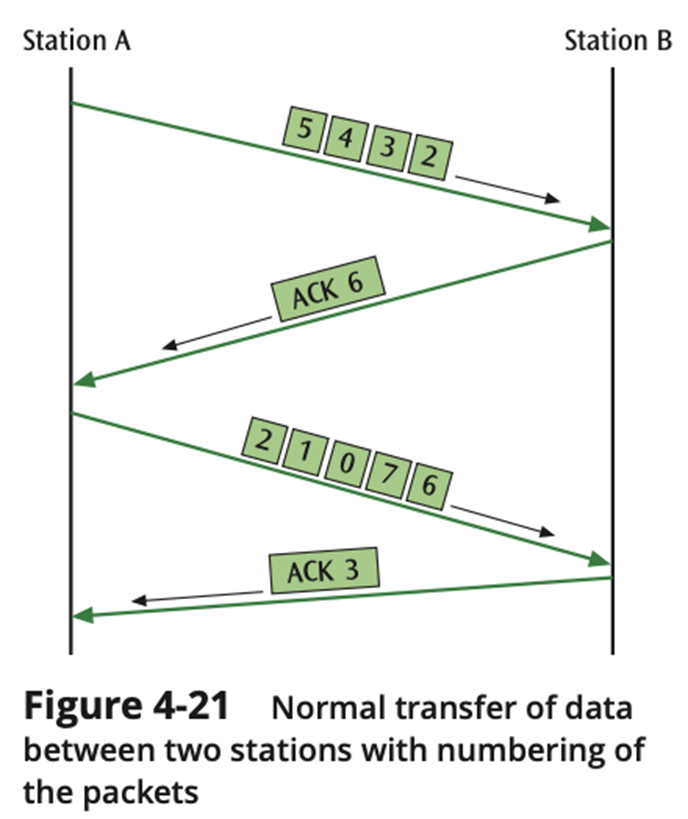 Station A
Station B
5 4 3 2
ACK 6
2 1 0 7 6
ACK 3
Figure 4-21 Normal transfer of data
between two stations with numbering of
the packets